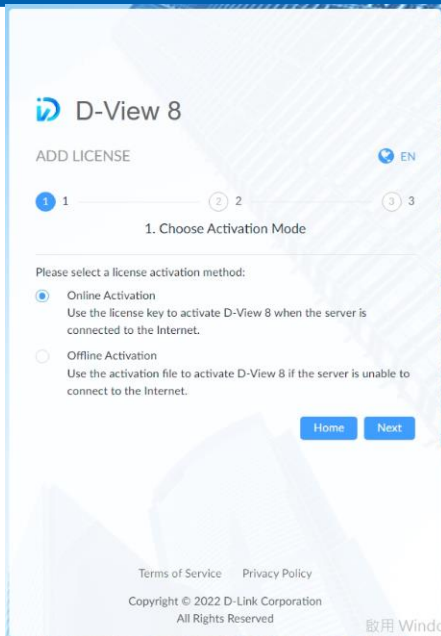 D-View 8
ADD LICENSE
EN
1 1 2 2 3 3
1. Choose Activation Mode
Please select a license activation method:
Online Activation
Use the license key to activate D-View 8 when the server is
connected to the Internet.
Offline Activation
Use the activation file to activate D-View 8 if the server is unable to
connect to the Internet.
Home Next
Terms of Service Privacy Policy
Copyright © 2022 D-Link Corporation
All Rights Reserved
啟用 Windo